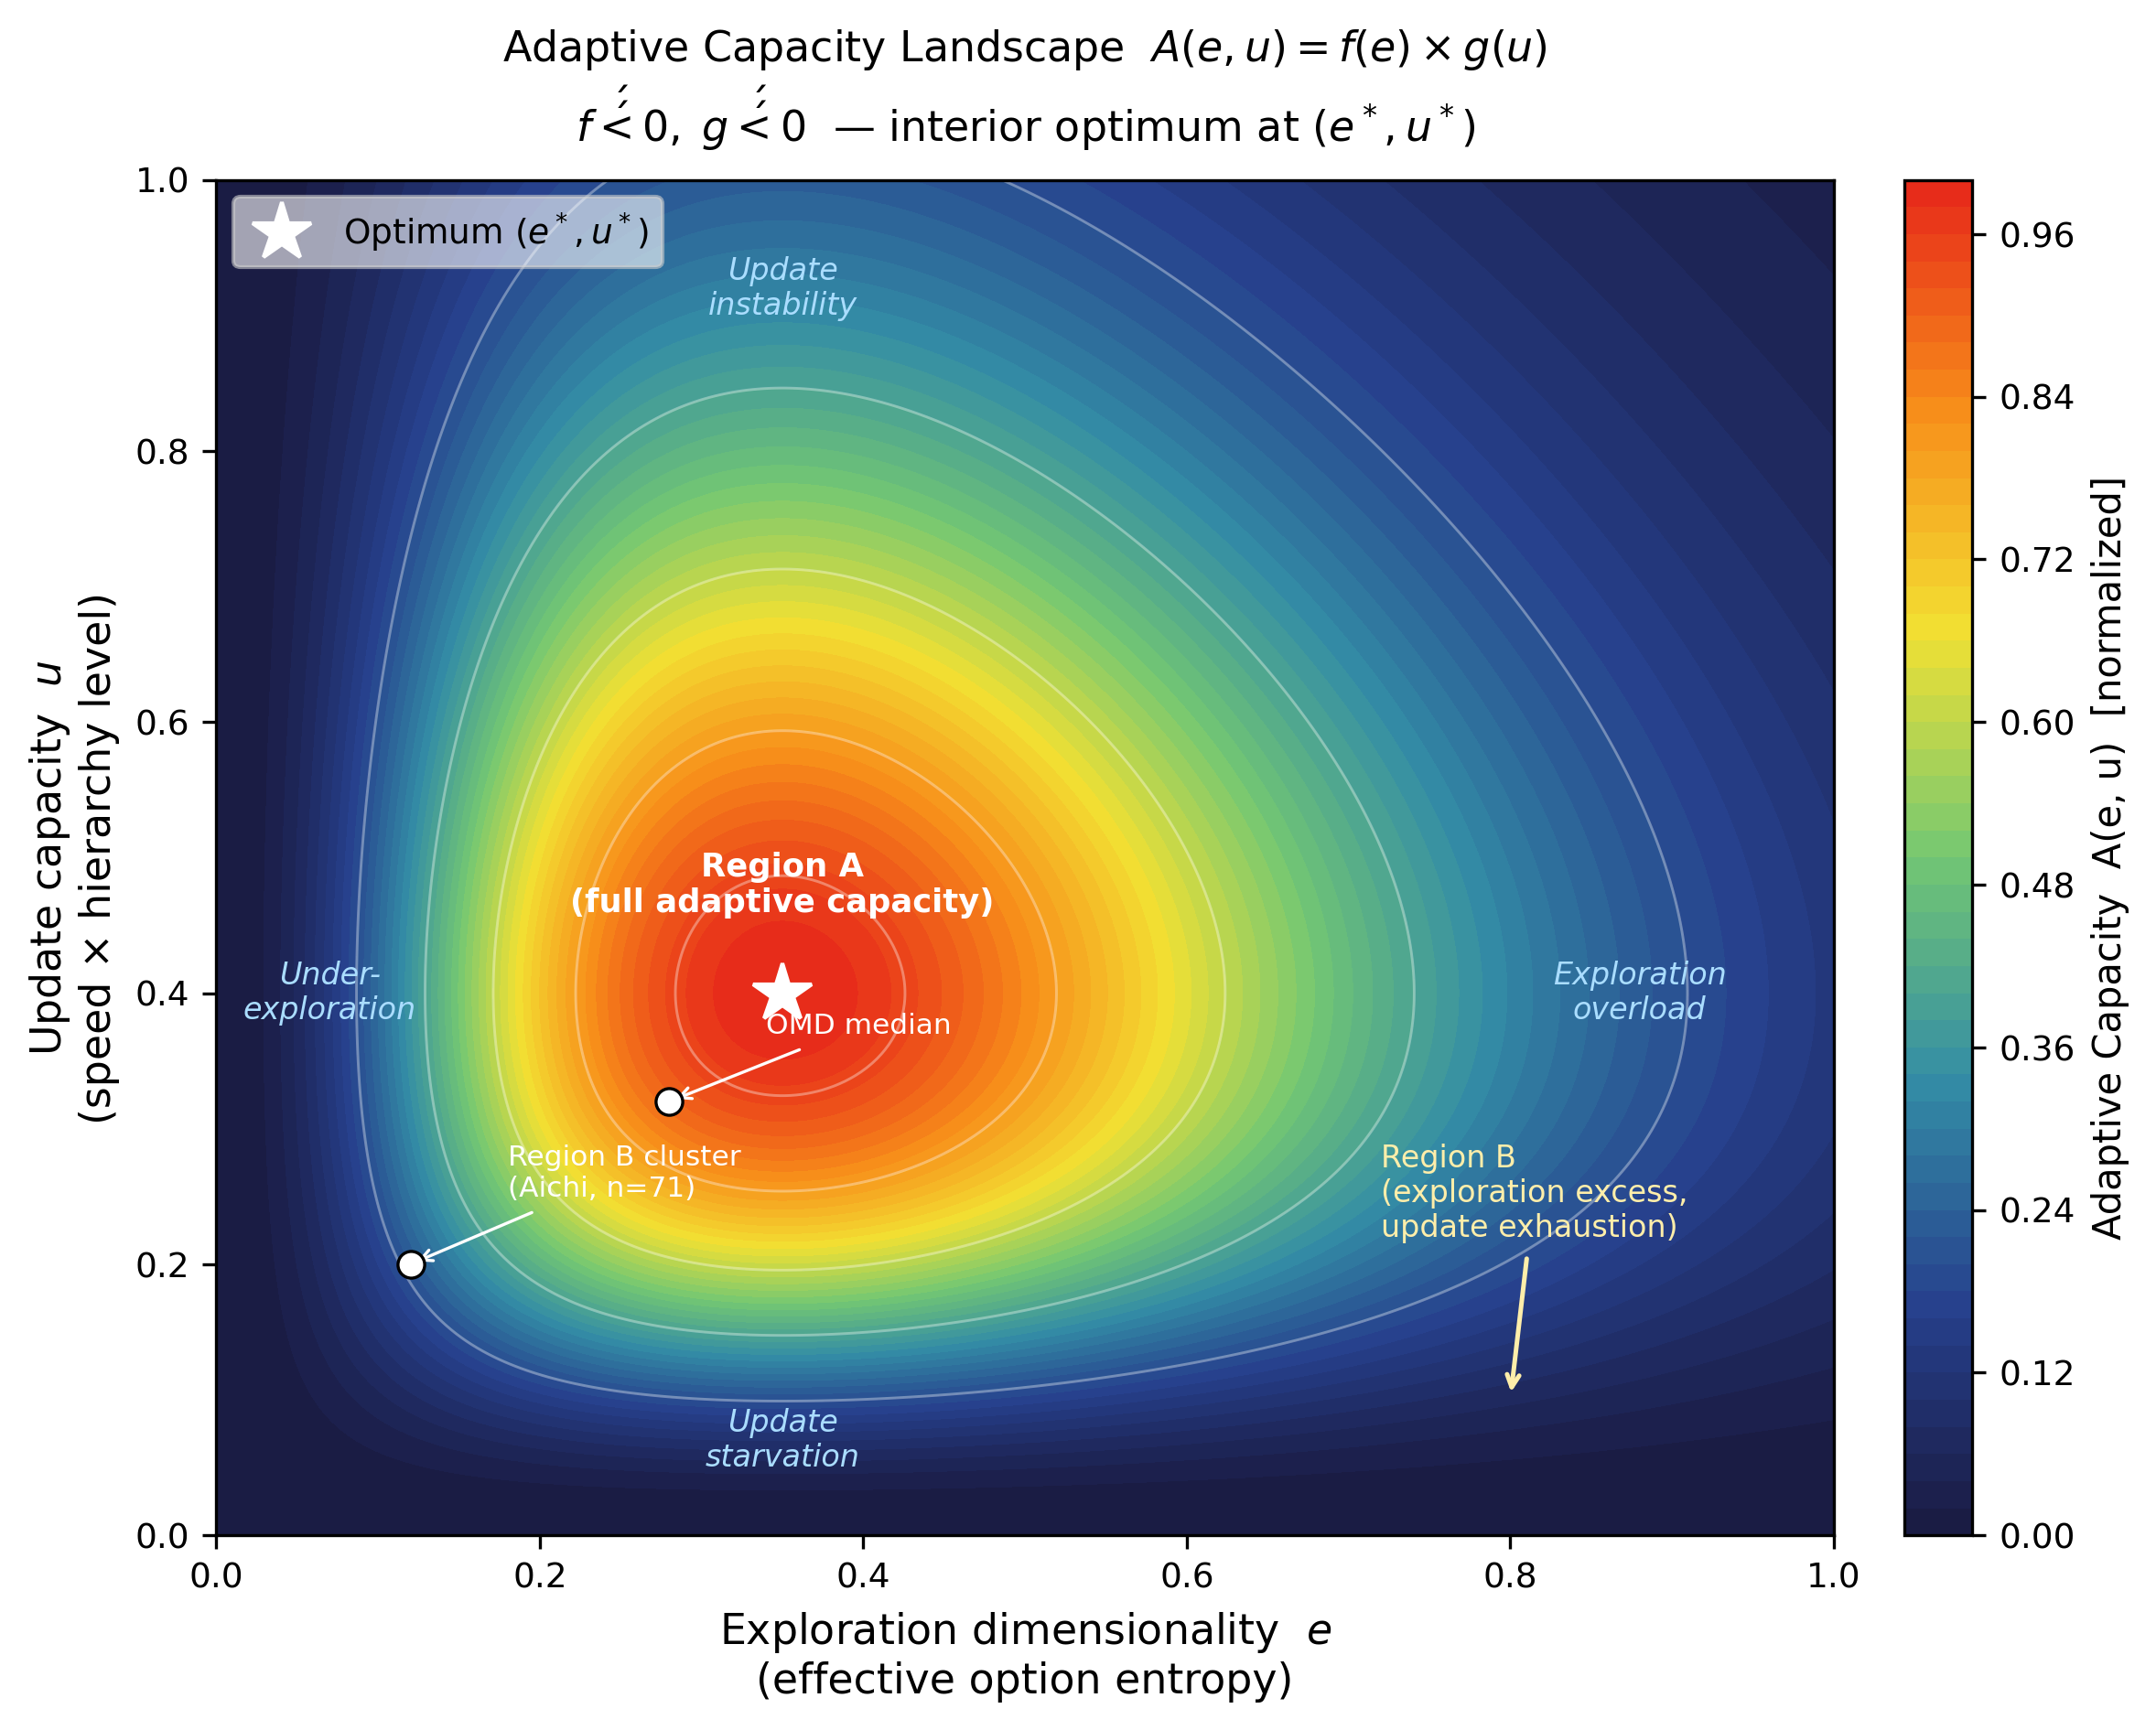 Adaptive Capacity Landscape A(e, u) = f(e) × g(u)
f <́́ 0, g <́́ 0 — interior optimum at (e*, u*)
Optimum (e*, u*)
Update
instability
Region A
(full adaptive capacity)
Under-
exploration
Exploration
overload
OMD median
Region B cluster
(Aichi, n=71)
Region B
(exploration excess,
update exhaustion)
Update
starvation
Update capacity u
(speed × hierarchy level)
1.0
0.8
0.6
0.4
0.2
0.0
0.0 0.2 0.4 0.6 0.8 1.0
Exploration dimensionality e
(effective option entropy)
0.96
0.84
0.72
0.60
0.48
0.36
0.24
0.12
0.00
Adaptive Capacity A(e, u) [normalized]